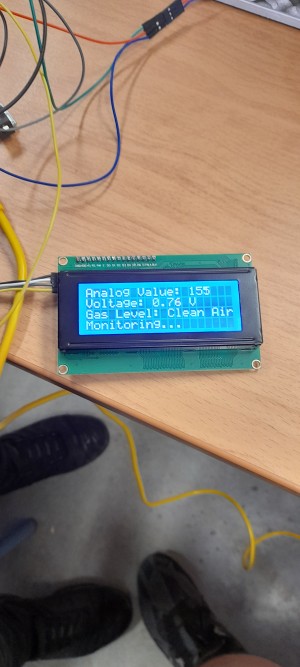 Analog Value: 155
Voltage: 0.76 V
Gas Level: Clean Air
Monitoring...